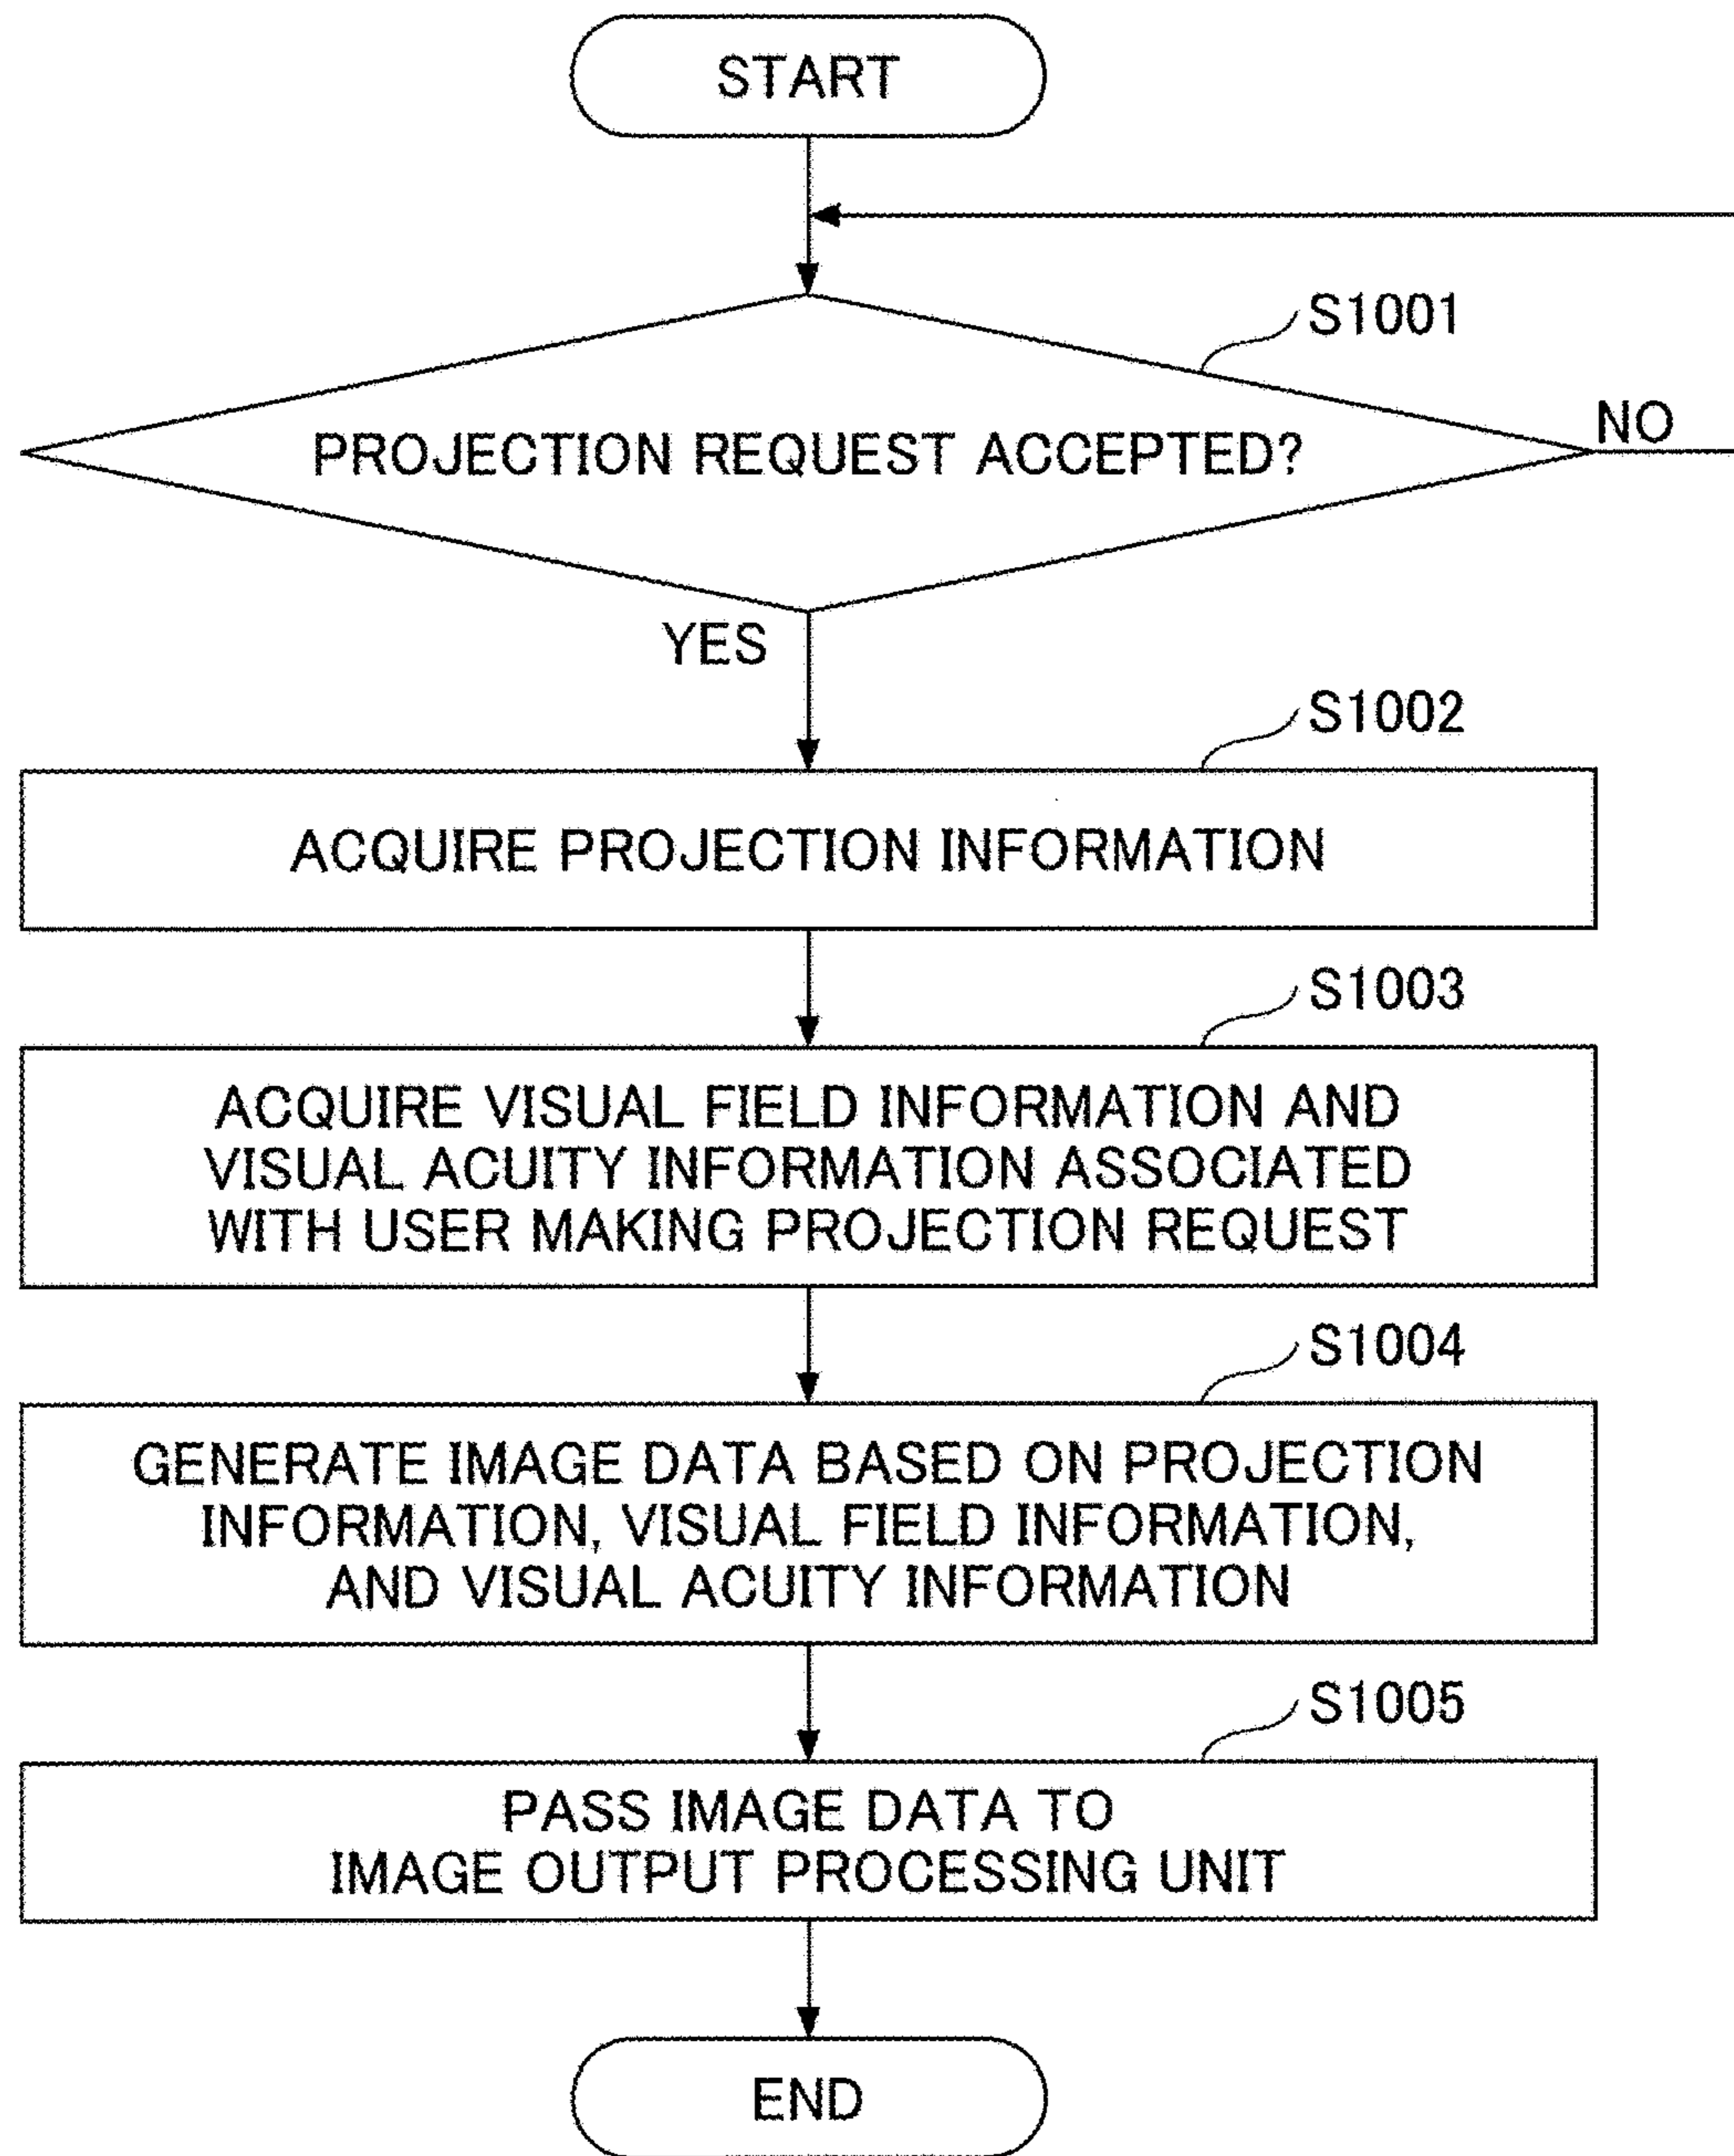 START
S1001
PROJECTION REQUEST ACCEPTED?
NO
YES
S1002
ACQUIRE PROJECTION INFORMATION
S1003
ACQUIRE VISUAL FIELD INFORMATION AND
VISUAL ACUITY INFORMATION ASSOCIATED
WITH USER MAKING PROJECTION REQUEST
S1004
GENERATE IMAGE DATA BASED ON PROJECTION
INFORMATION, VISUAL FIELD INFORMATION,
AND VISUAL ACUITY INFORMATION
S1005
PASS IMAGE DATA TO
IMAGE OUTPUT PROCESSING UNIT
END